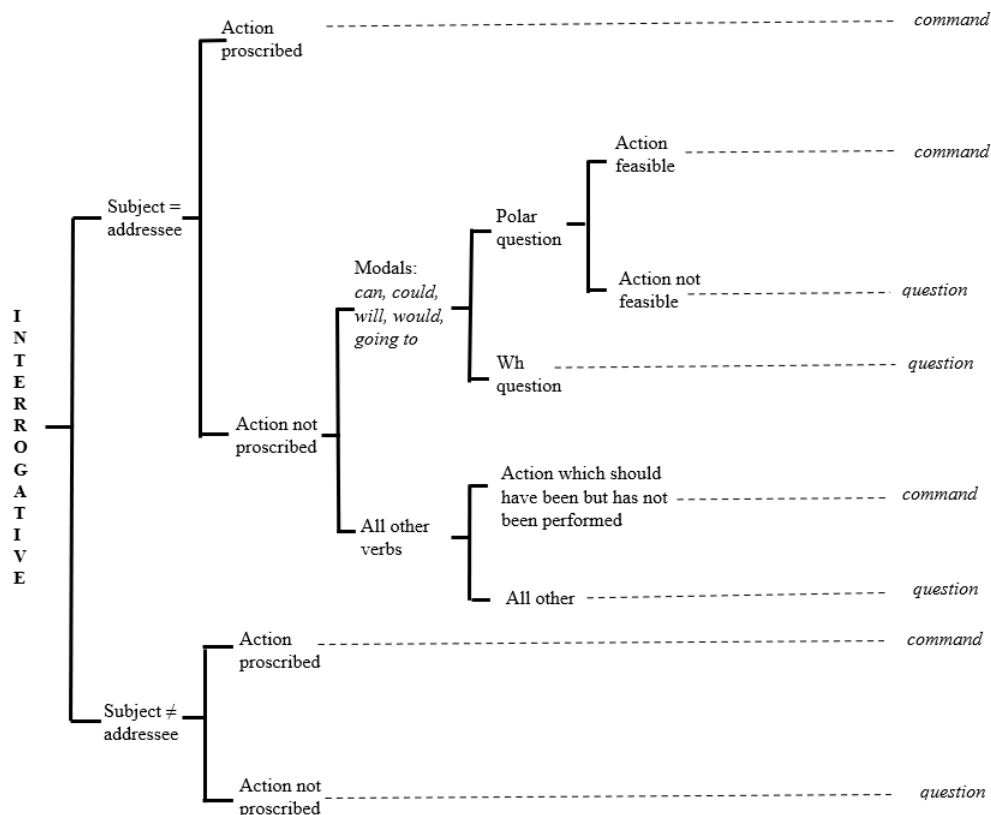 Action
proscribed
command
Action
feasible
command
Subject =
addressee
Polar
question
Modals:
can, could,
will, would,
going to
Action not
feasible
question
INTERROGATIVE
Wh
question
question
Action not
proscribed
Action which should
have been but has not
been performed
command
All other
verbs
All other
question
Action
proscribed
command
Subject ≠
addressee
Action not
proscribed
question